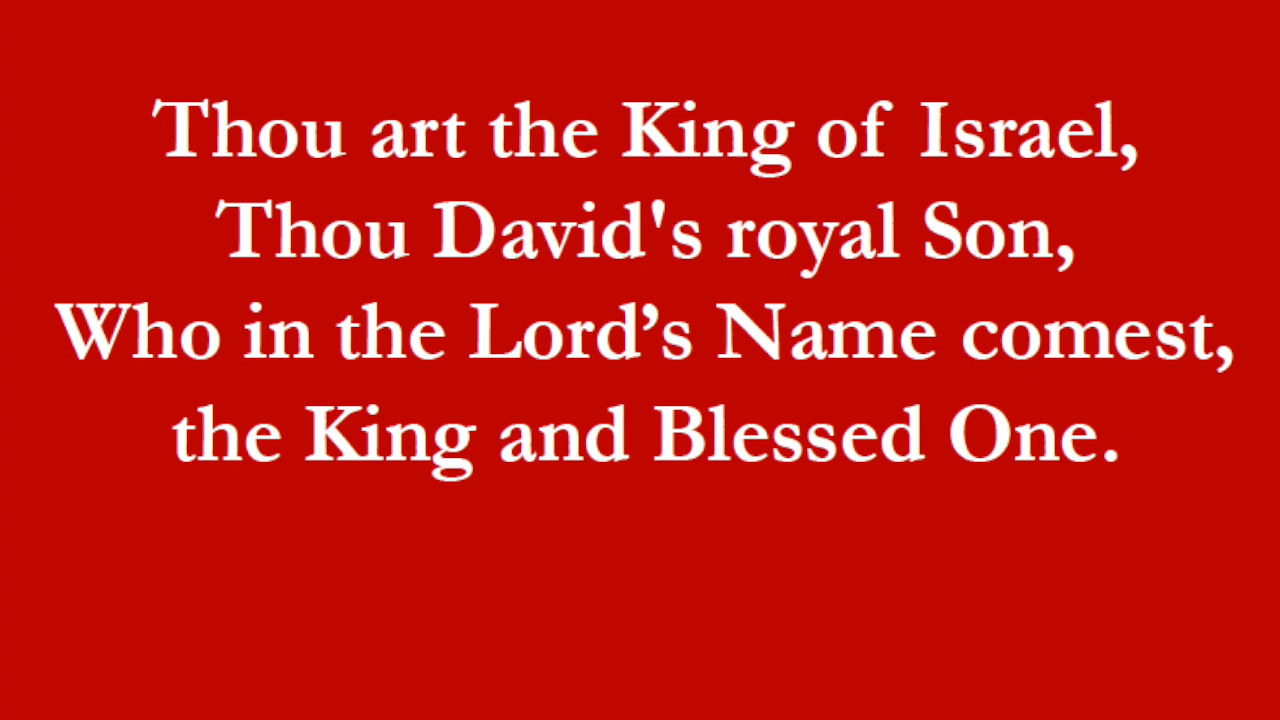 Thou art the King of Israel,
Thou David's royal Son,
Who in the Lord’s Name comest,
the King and Blessed One.